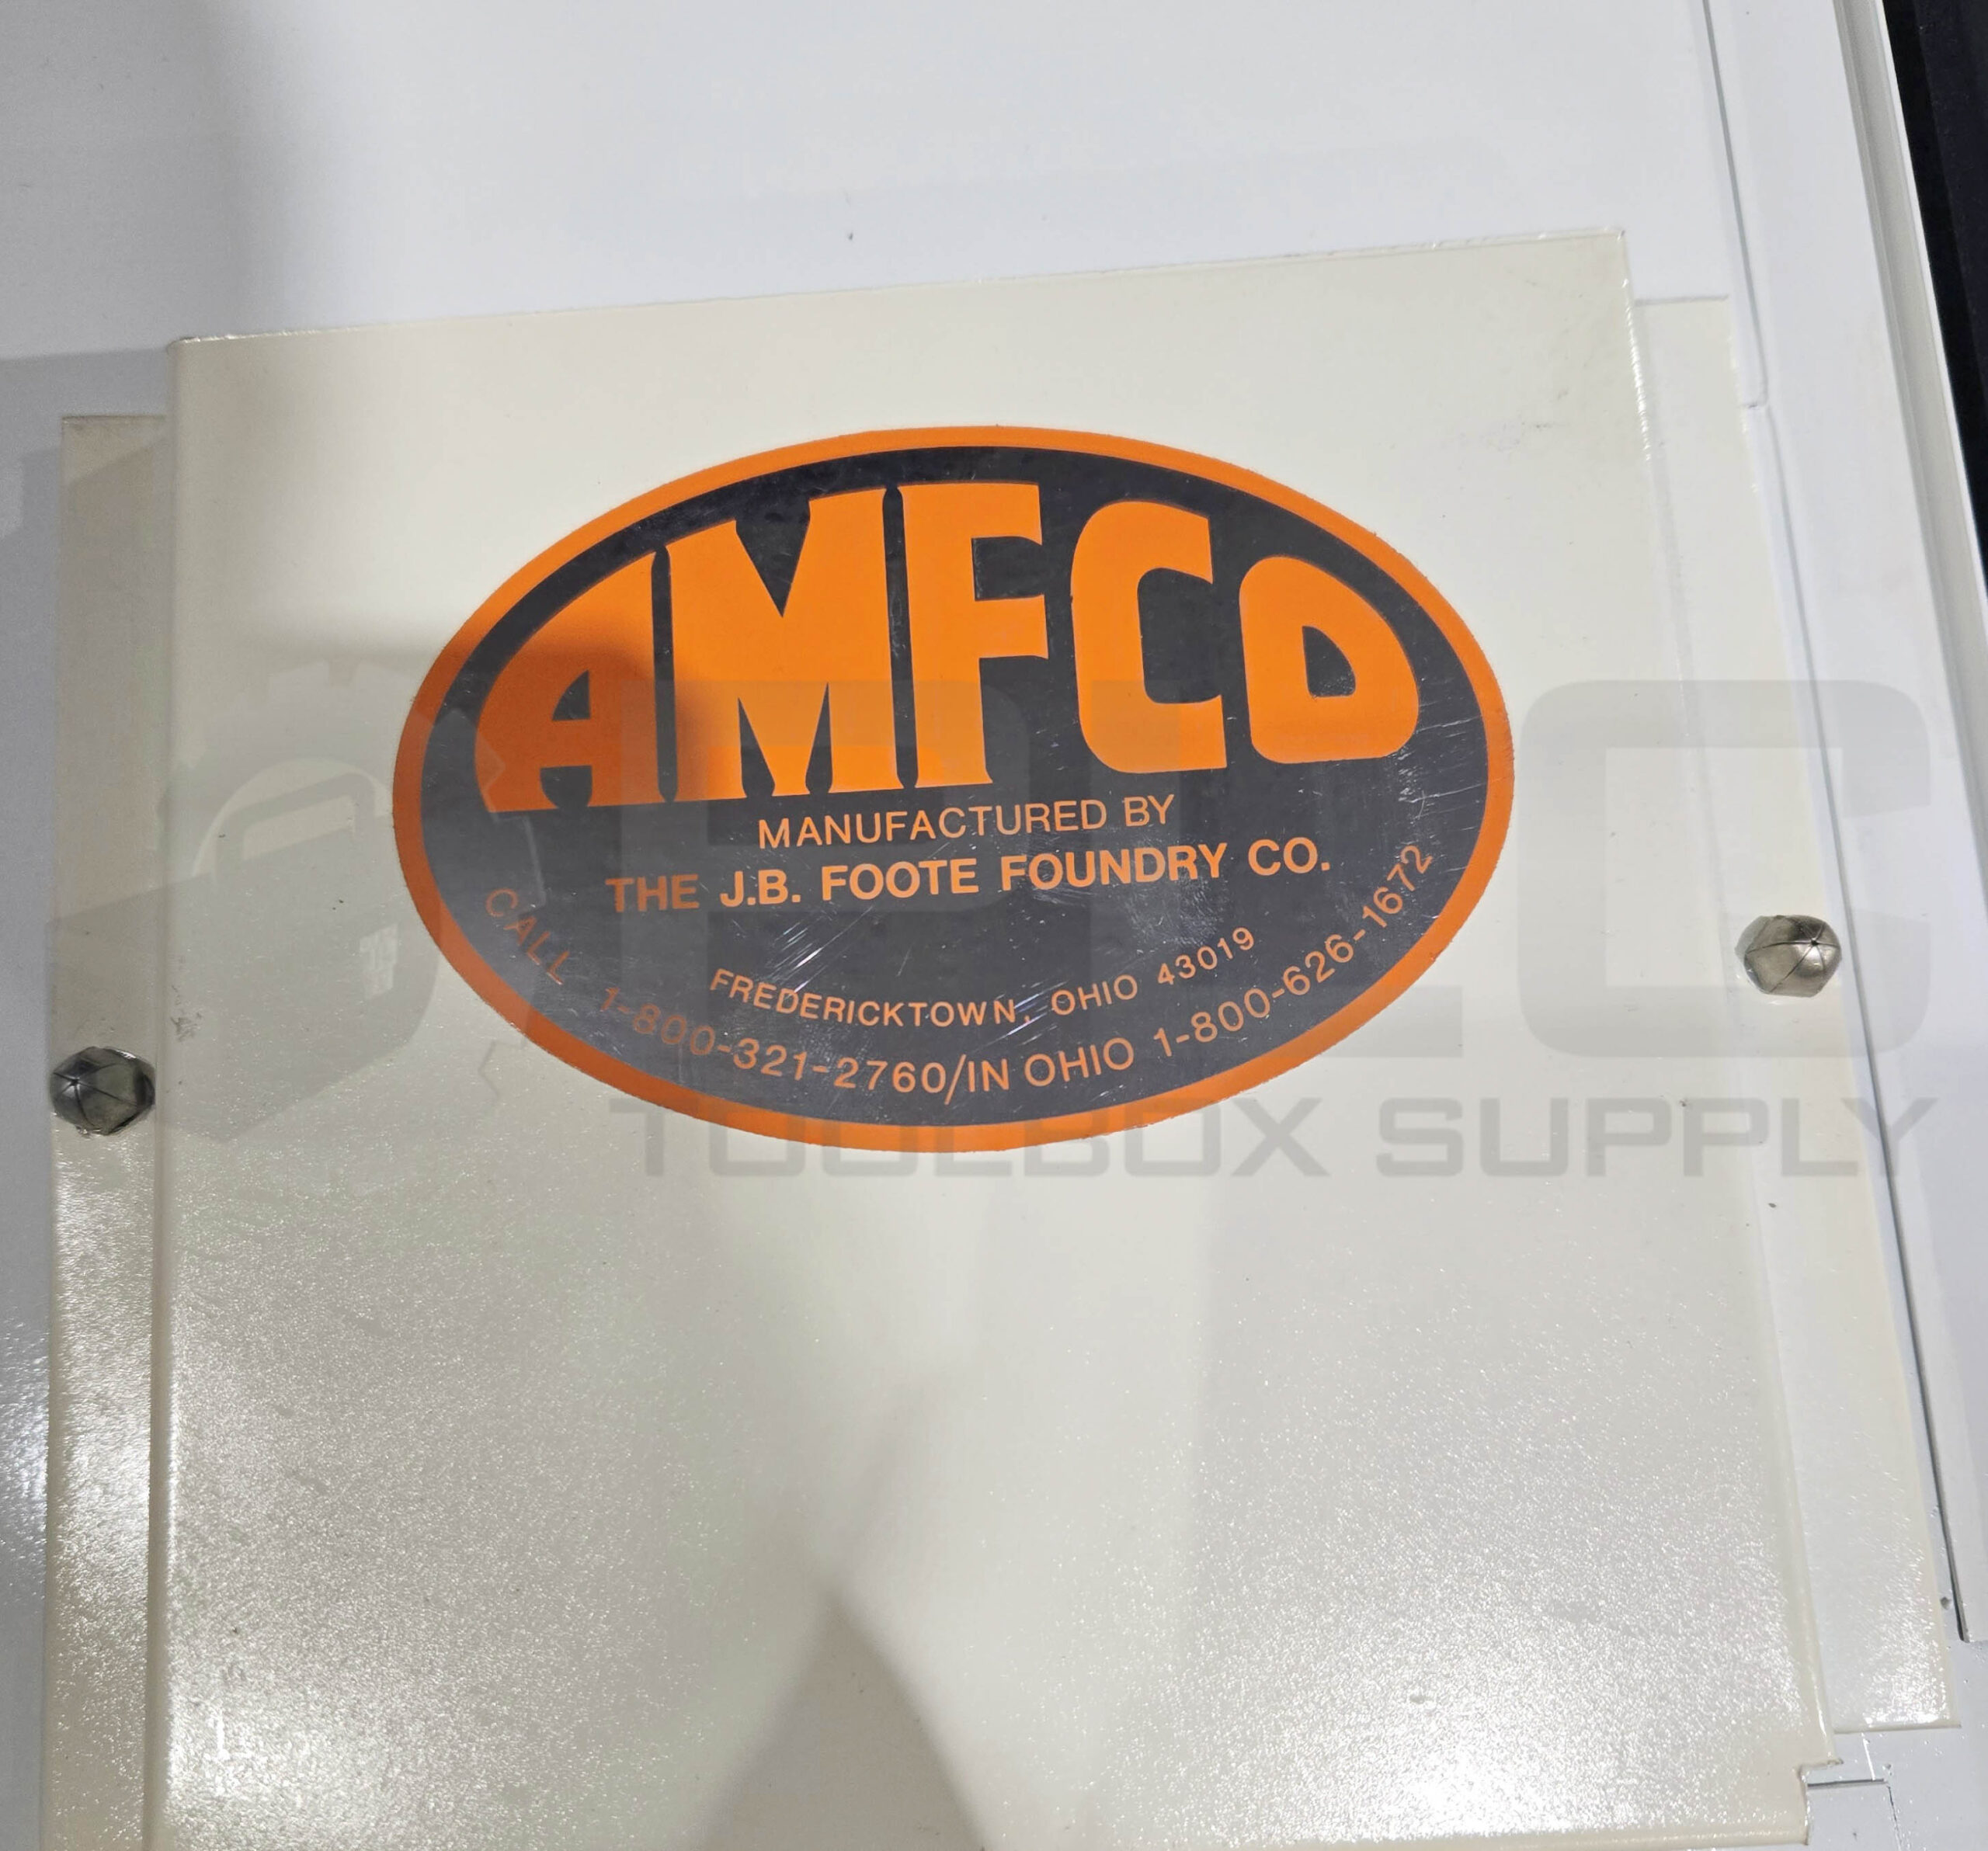 AMFCO
MANUFACTURED BY
THE J.B. FOOTE FOUNDRY CO.
FREDERICKTOWN, OHIO 43019
CALL 1-800-321-2760/IN OHIO 1-800-626-1672
PLC
TOOLBOX SUPPLY